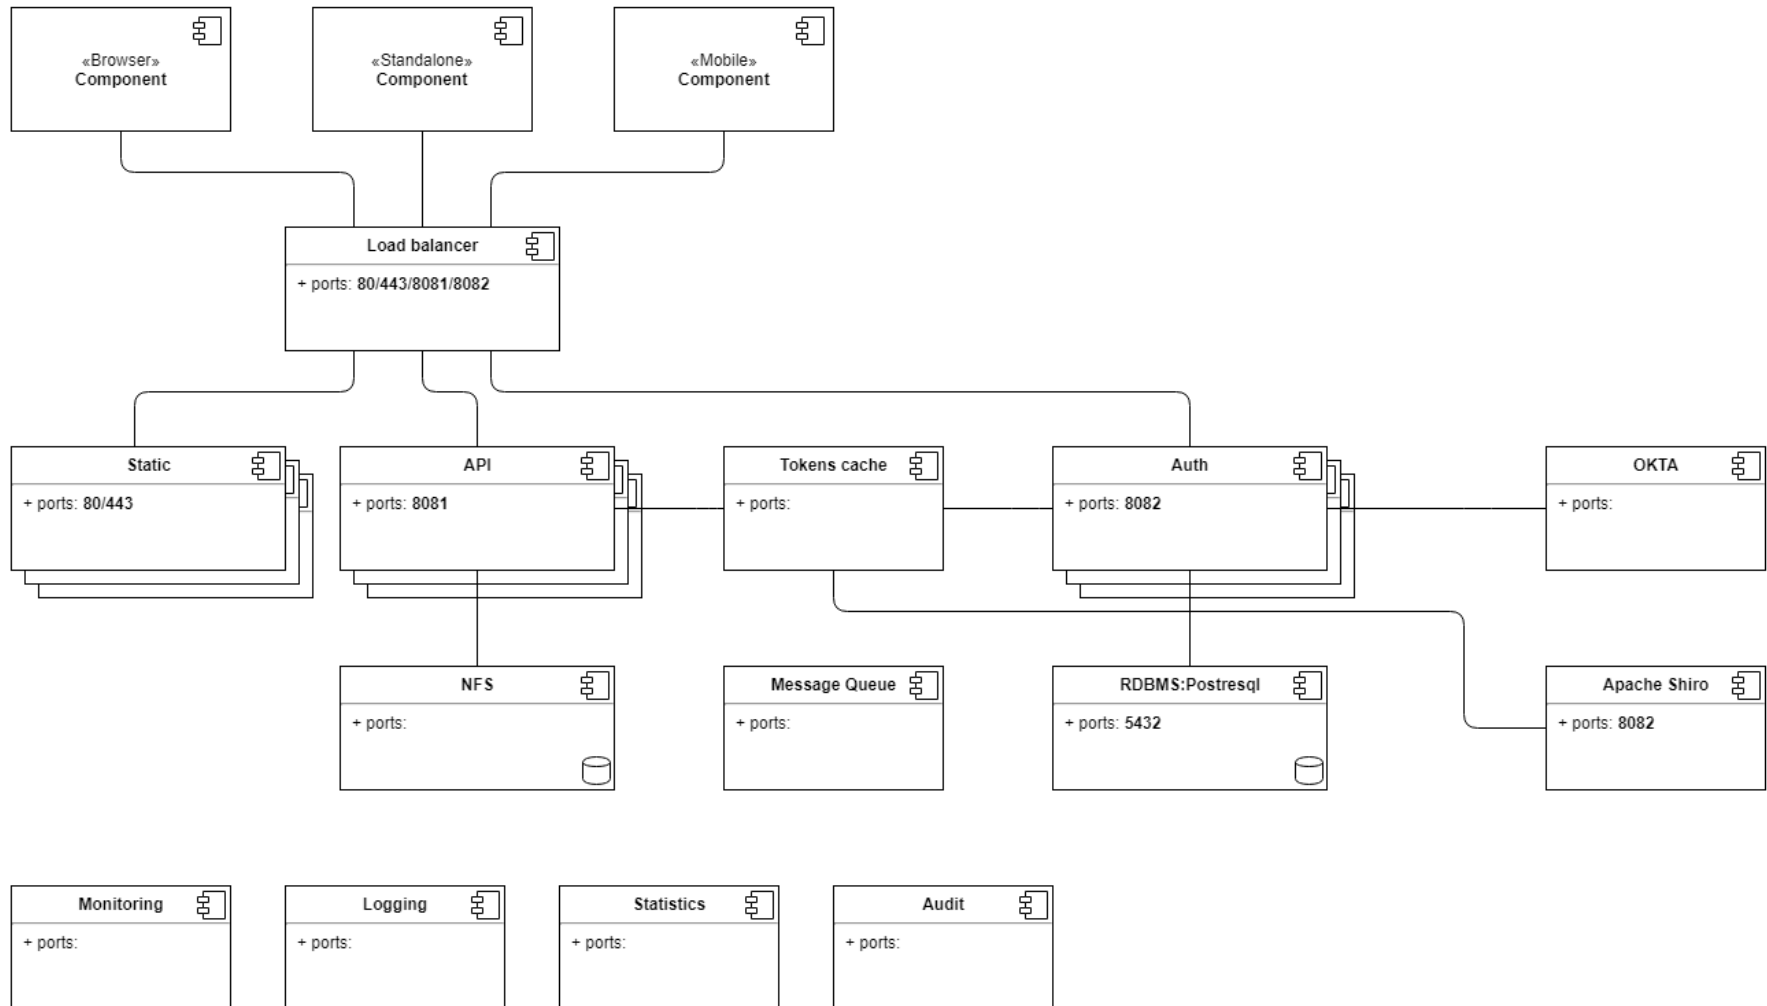 «Browser»
Component
«Standalone»
Component
«Mobile»
Component
Load balancer
+ ports: 80/443/8081/8082
Static
+ ports: 80/443
API
+ ports: 8081
Tokens cache
+ ports:
Auth
+ ports: 8082
OKTA
+ ports:
NFS
+ ports:
Message Queue
+ ports:
RDBMS:Postresql
+ ports: 5432
Apache Shiro
+ ports: 8082
Monitoring
+ ports:
Logging
+ ports:
Statistics
+ ports:
Audit
+ ports: